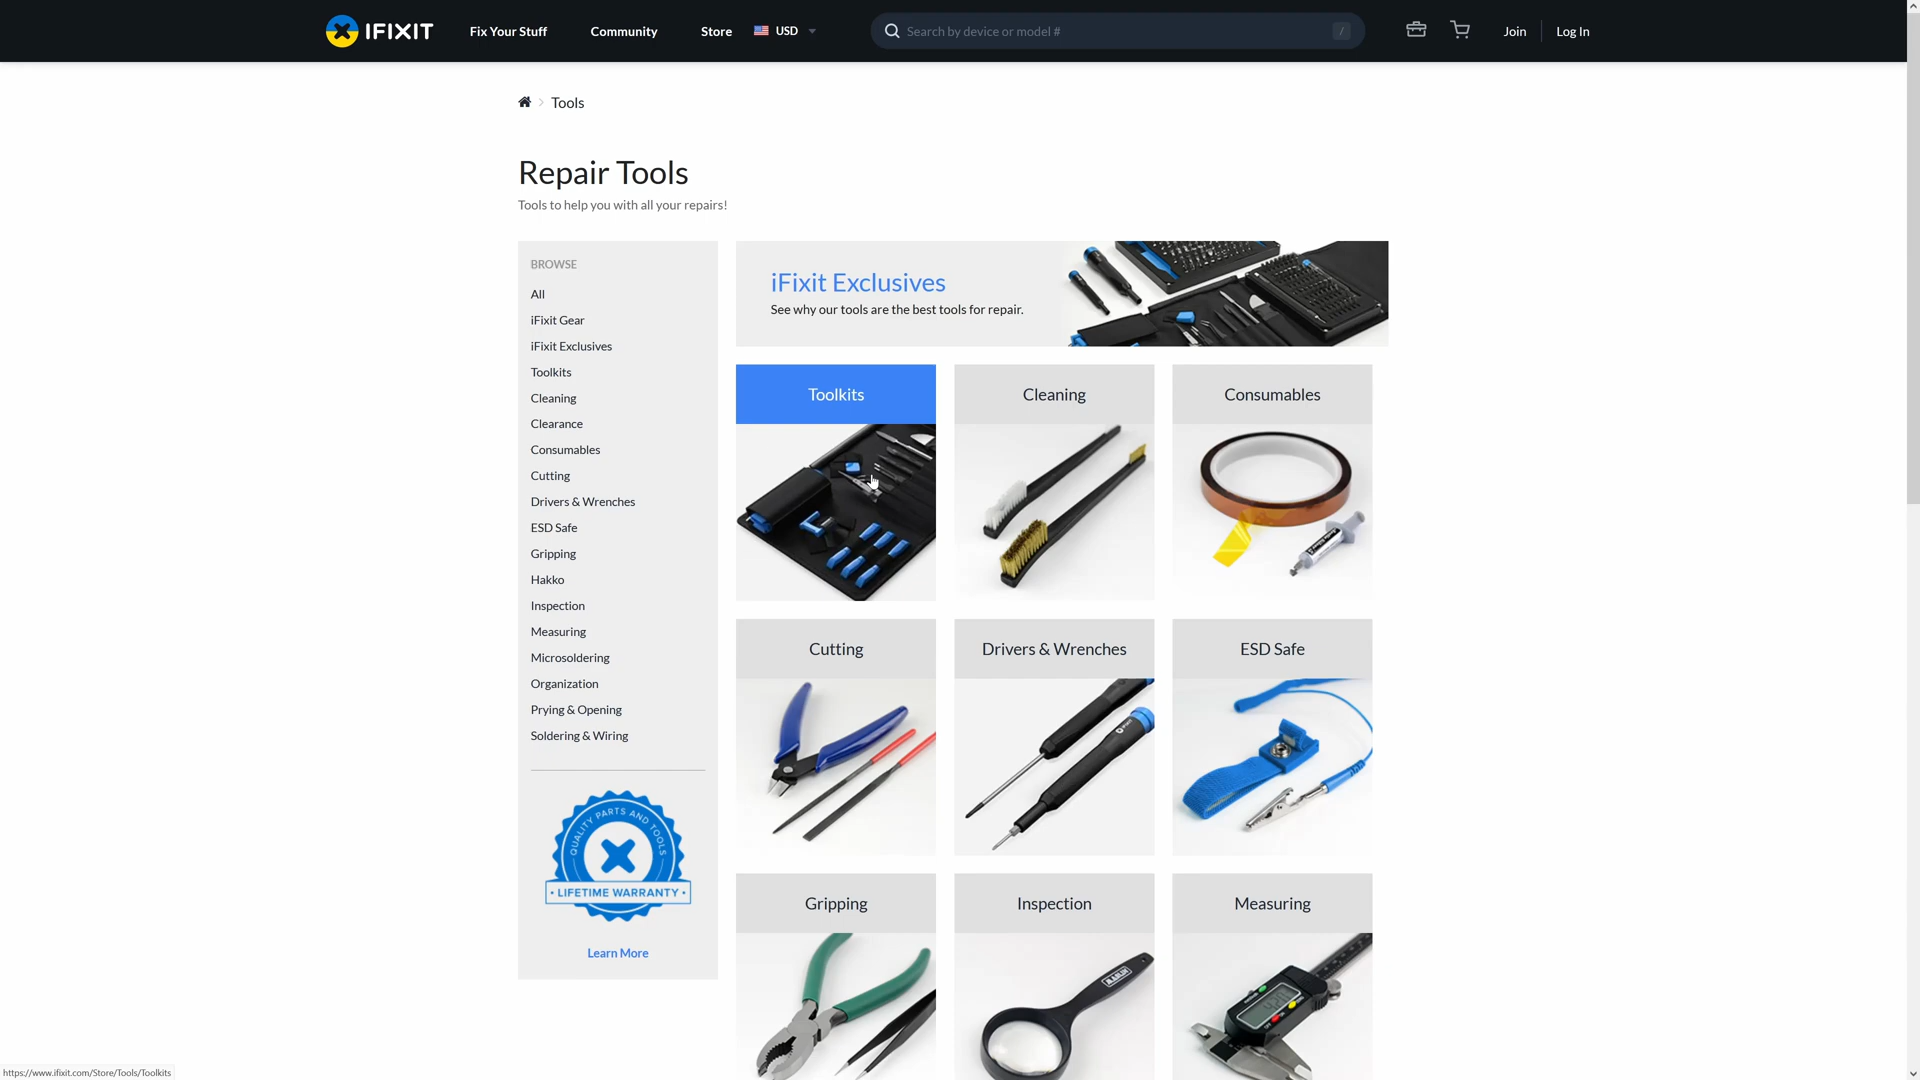 IFIXIT
Fix Your Stuff
Community
Store
USD
Search by device or model #
/
Join
Log In
Tools
Repair Tools
Tools to help you with all your repairs!
BROWSE
All
iFixit Gear
iFixit Exclusives
Toolkits
Cleaning
Clearance
Consumables
Cutting
Drivers & Wrenches
ESD Safe
Gripping
Hakko
Inspection
Measuring
Microsoldering
Organization
Prying & Opening
Soldering & Wiring
QUALITY PARTS AND TOOLS
• LIFETIME WARRANTY •
Learn More
iFixit Exclusives
See why our tools are the best tools for repair.
Toolkits
Cleaning
Consumables
Cutting
Drivers & Wrenches
ESD Safe
Gripping
Inspection
Measuring
https://www.ifixit.com/Store/Tools/Toolkits